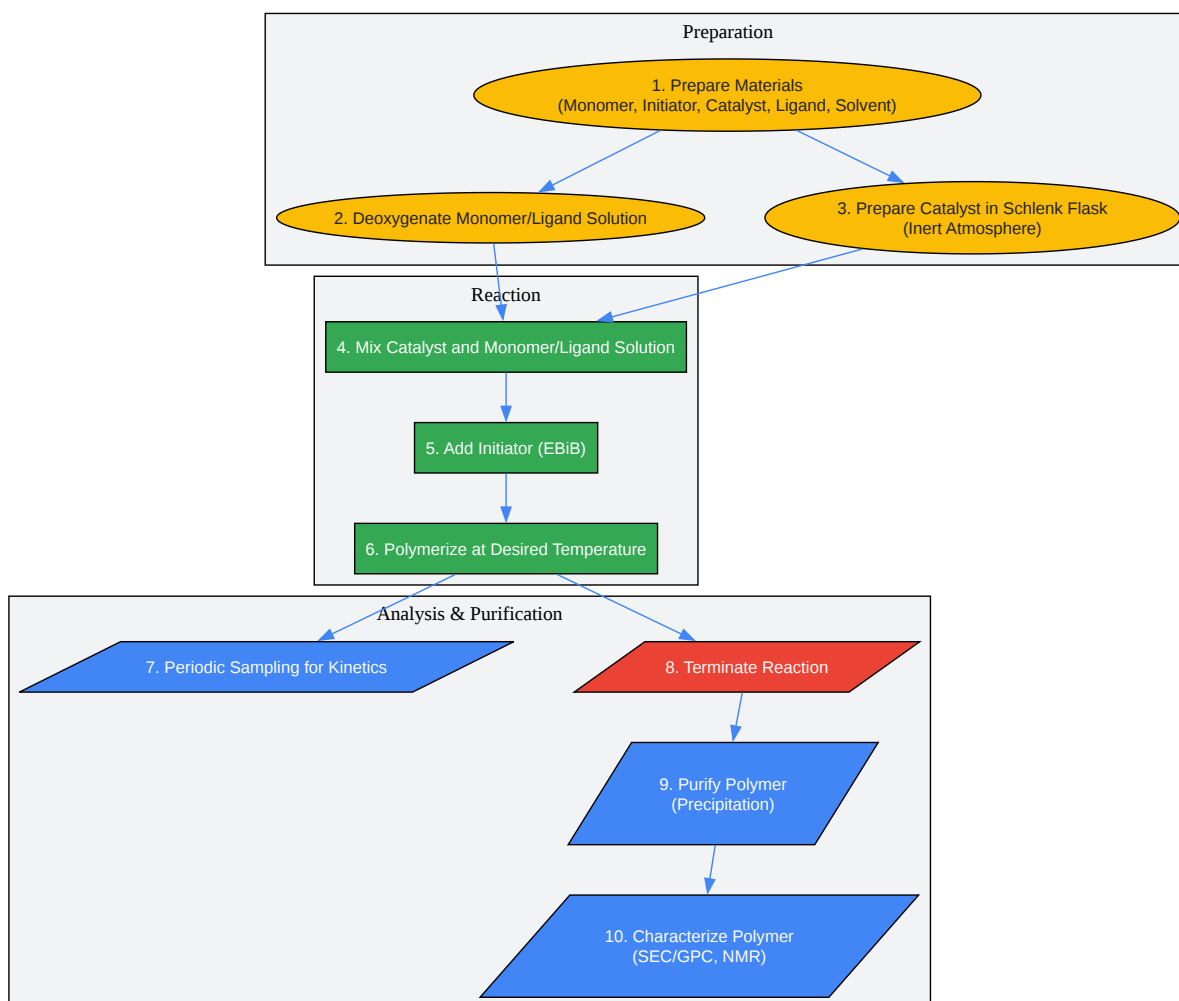 Preparation
1. Prepare Materials
(Monomer, Initiator, Catalyst, Ligand, Solvent)
2. Deoxygenate Monomer/Ligand Solution
3. Prepare Catalyst in Schlenk Flask
(Inert Atmosphere)
Reaction
4. Mix Catalyst and Monomer/Ligand Solution
5. Add Initiator (EBiB)
6. Polymerize at Desired Temperature
Analysis & Purification
7. Periodic Sampling for Kinetics
8. Terminate Reaction
9. Purify Polymer
(Precipitation)
10. Characterize Polymer
(SEC/GPC, NMR)